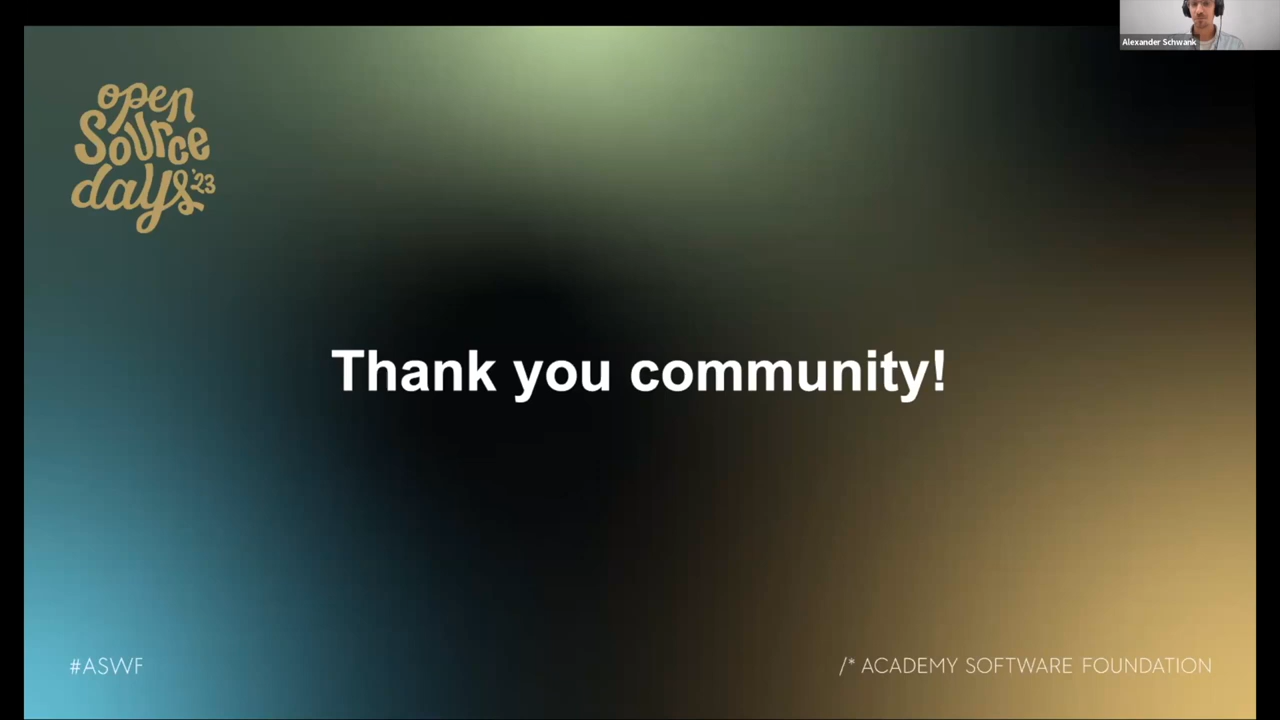 Alexander Schwank
open
Source
days '23
Thank you community!
#ASWF
/* ACADEMY SOFTWARE FOUNDATION